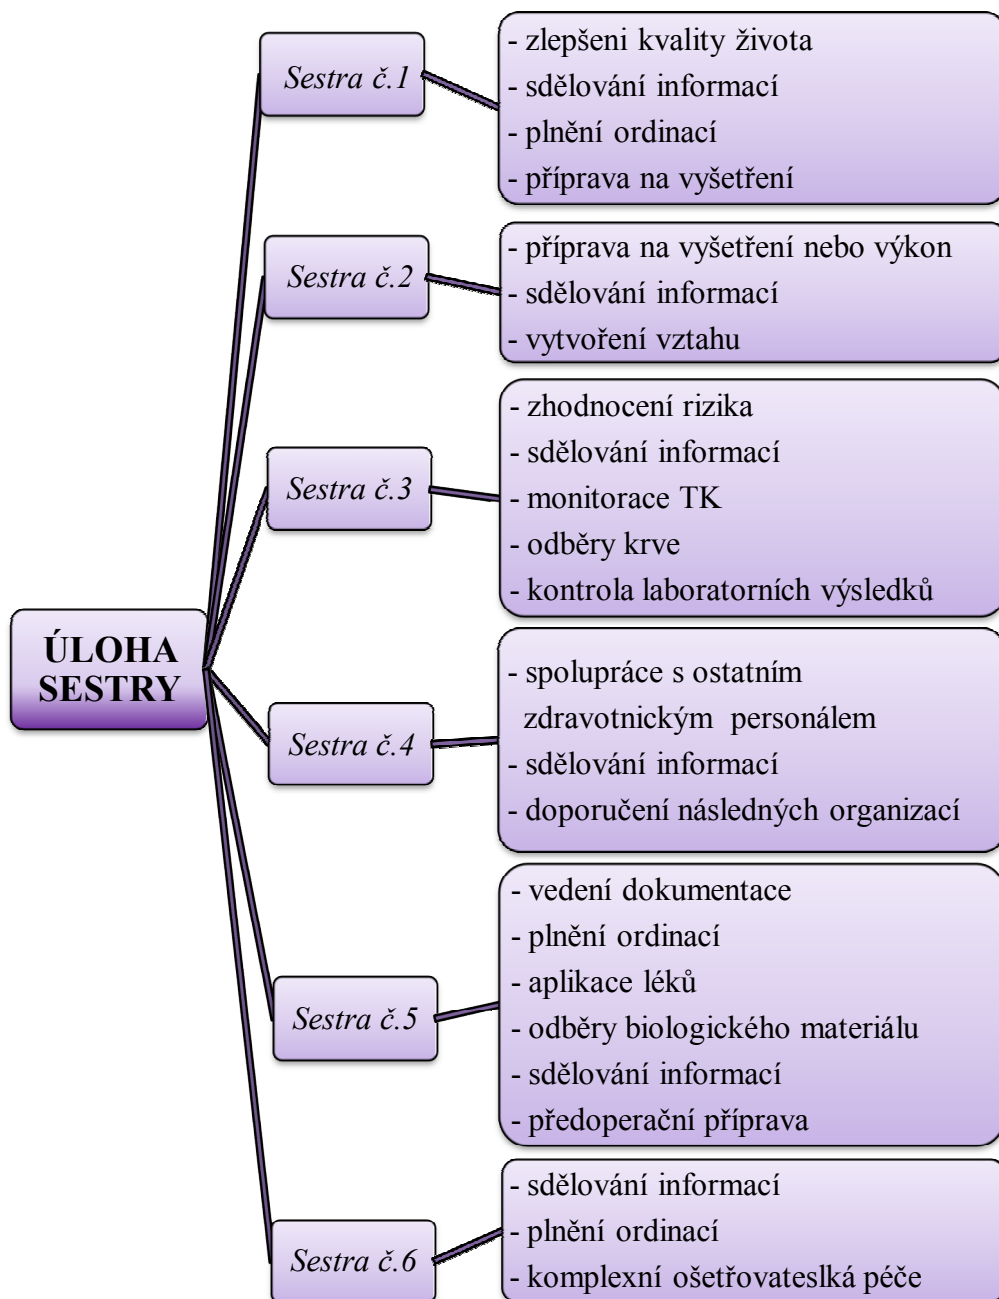 Sestra č.1
- zlepšeni kvality života
- sdělování informací
- plnění ordinací
- příprava na vyšetření
Sestra č.2
- příprava na vyšetření nebo výkon
- sdělování informací
- vytvoření vztahu
Sestra č.3
- zhodnocení rizika
- sdělování informací
- monitorace TK
- odběry krve
- kontrola laboratorních výsledků
ÚLOHA
SESTRY
Sestra č.4
- spolupráce s ostatním
zdravotnickým personálem
- sdělování informací
- doporučení následných organizací
Sestra č.5
- vedení dokumentace
- plnění ordinací
- aplikace léků
- odběry biologického materiálu
- sdělování informací
- předoperační příprava
Sestra č.6
- sdělování informací
- plnění ordinací
- komplexní ošetřovateslká péče